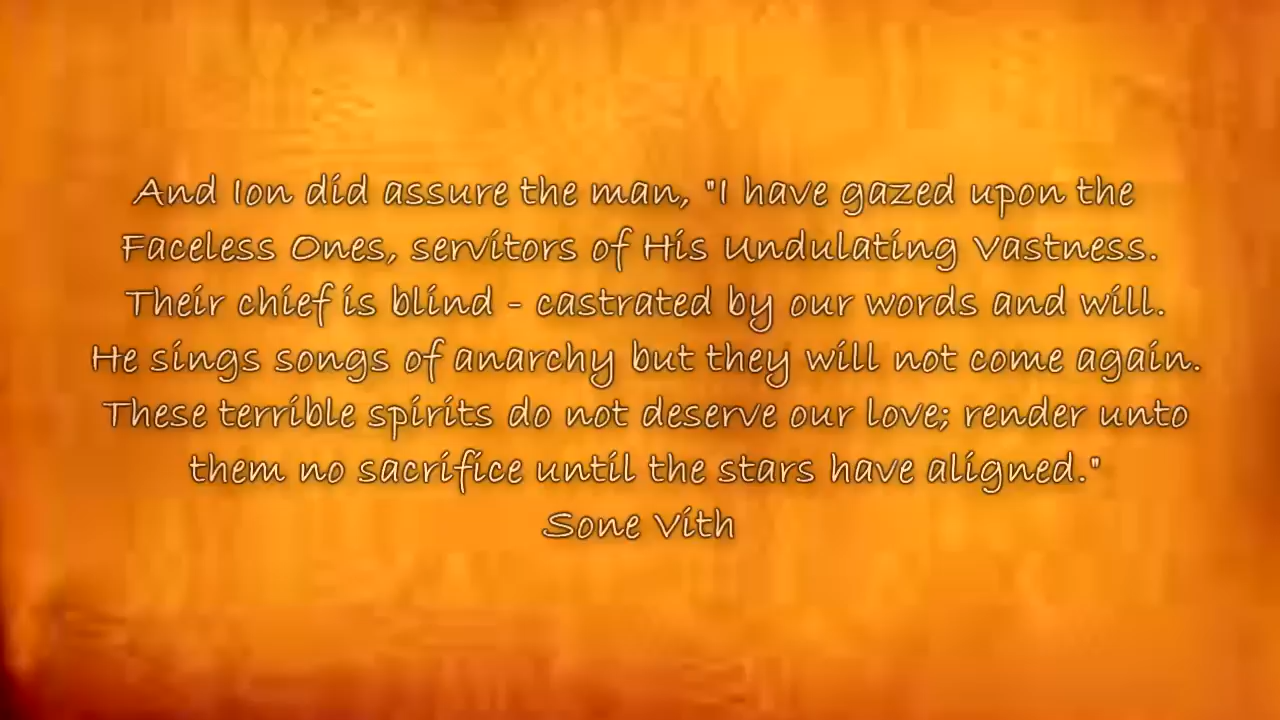 And Ion did assure the man, "I have gazed upon the
Faceless Ones, servitors of His Undulating Vastness.
Their chief is blind - castrated by our words and will.
He sings songs of anarchy but they will not come again.
These terrible spirits do not deserve our love; render unto
them no sacrifice until the stars have aligned."
Sone Vith